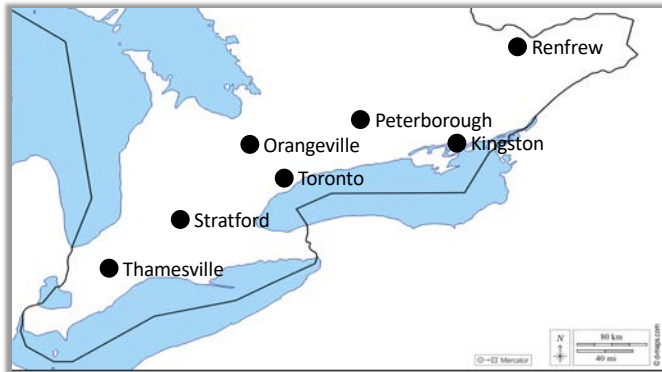 Renfrew
Peterborough
Orangeville
Kingston
Toronto
Stratford
Thamesville
N
80 km
40 mi
Mercator
© d-maps.com